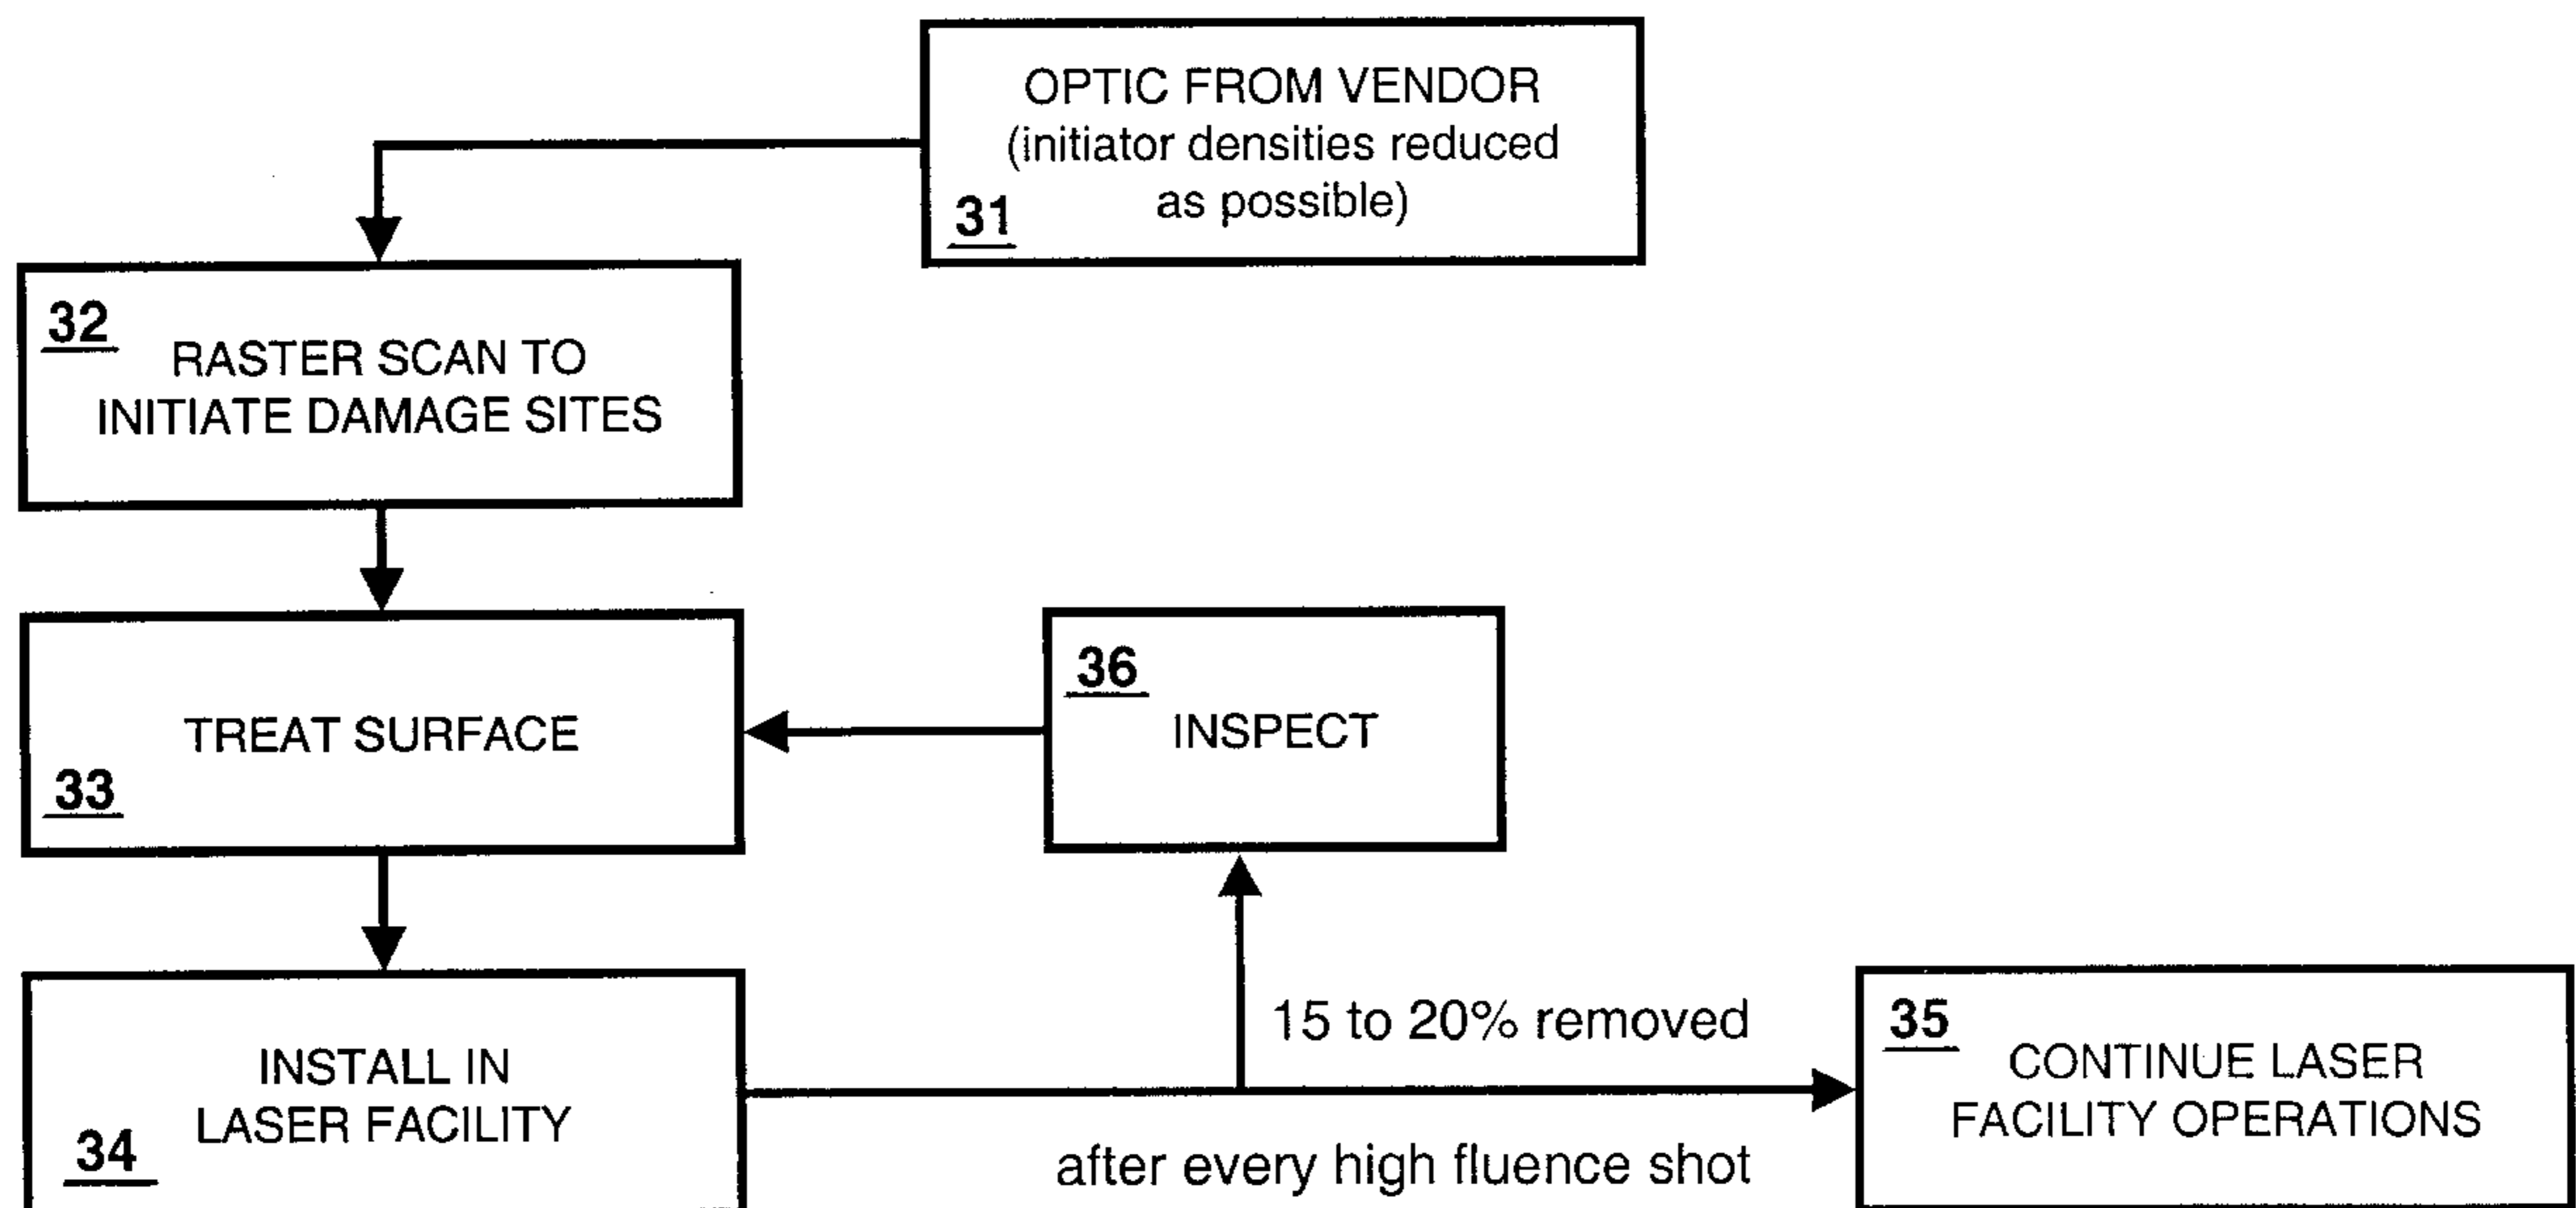 OPTIC FROM VENDOR
(initiator densities reduced
as possible)
31
32
RASTER SCAN TO
INITIATE DAMAGE SITES
TREAT SURFACE
33
36
INSPECT
INSTALL IN
LASER FACILITY
34
15 to 20% removed
after every high fluence shot
35
CONTINUE LASER
FACILITY OPERATIONS